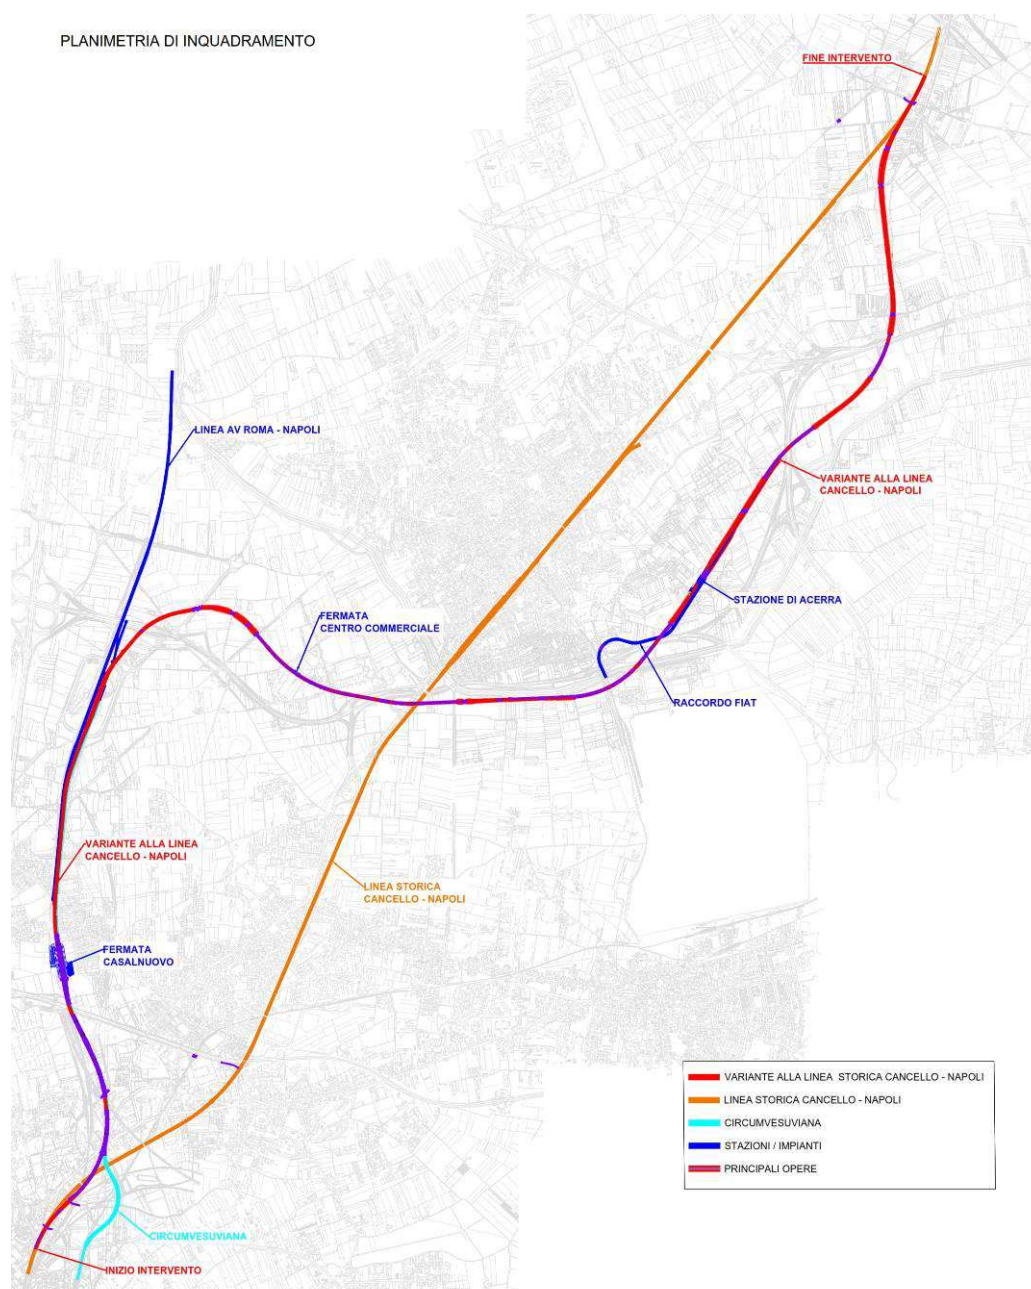 PLANIMETRIA DI INQUADRAMENTO
FINE INTERVENTO
LINEA AV ROMA - NAPOLI
VARIANTE ALLA LINEA
CANCELLO - NAPOLI
STAZIONE DI ACERRA
FERMATA
CENTRO COMMERCIALE
RACCORDO FIAT
VARIANTE ALLA LINEA
CANCELLO - NAPOLI
LINEA STORICA
CANCELLO - NAPOLI
FERMATA
CASALNUOVO
CIRCUMVESUVIANA
INIZIO INTERVENTO
VARIANTE ALLA LINEA STORICA CANCELLO - NAPOLI
LINEA STORICA CANCELLO - NAPOLI
CIRCUMVESUVIANA
STAZIONI / IMPIANTI
PRINCIPALI OPERE